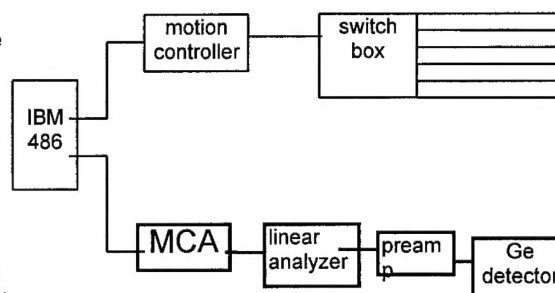 motion
controller
switch
box
IBM
486
MCA
linear
analyzer
pream
p
Ge
detector